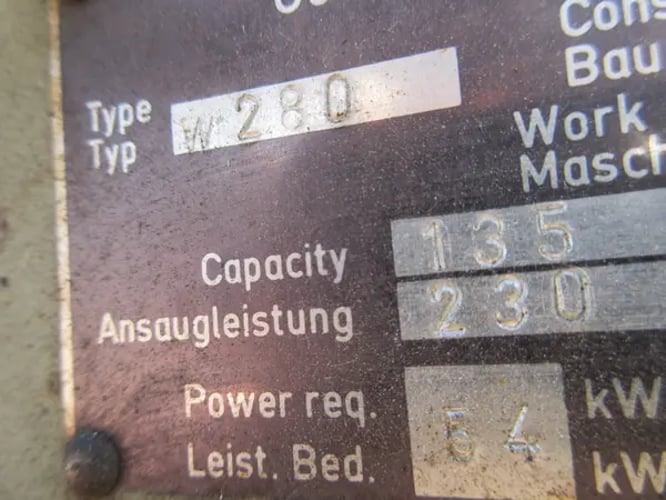 Cons
Bau
Type W 280
Typ
Work
Masch
Capacity 135
Ansaugleistung 230
Power req. 54 kW
Leist. Bed. kW